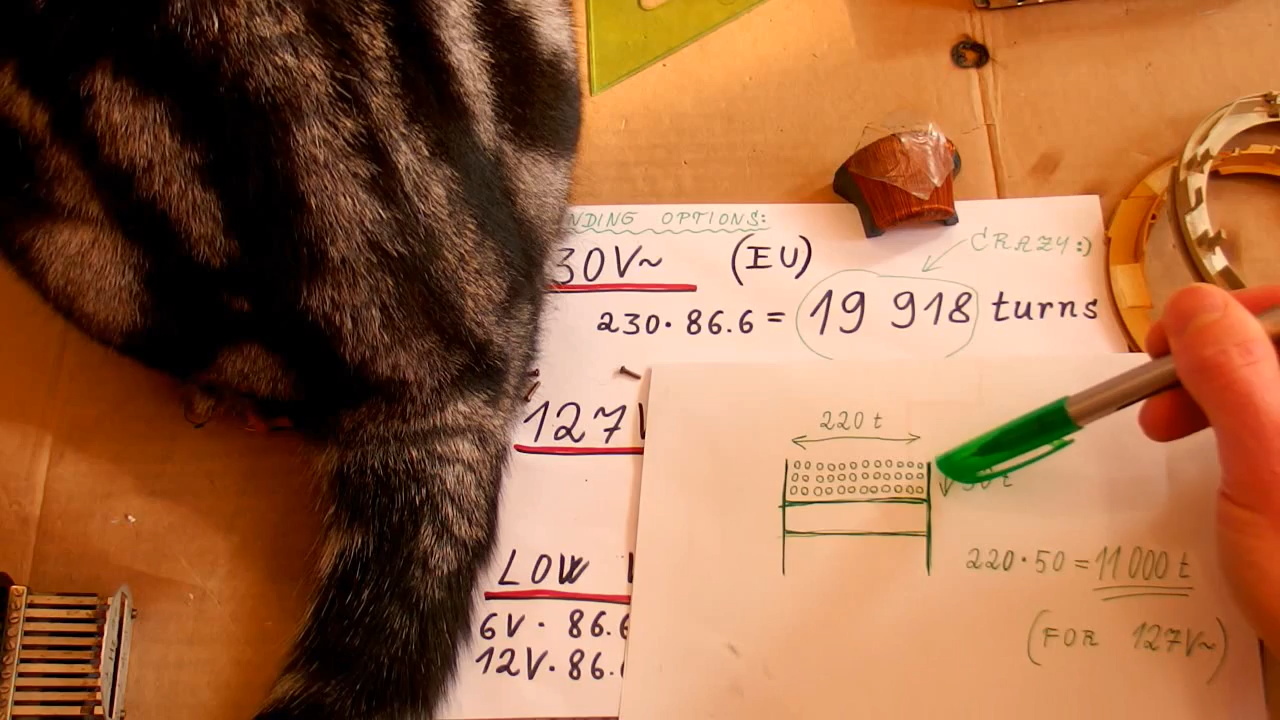 NDING OPTIONS:
30V~ (EU)
CRAZY:)
230·86.6 = 19 918 turns
127V
220 t
220·50 = 11 000 t
(FOR 127V~)
LOW
6V· 86.6
12V·86.